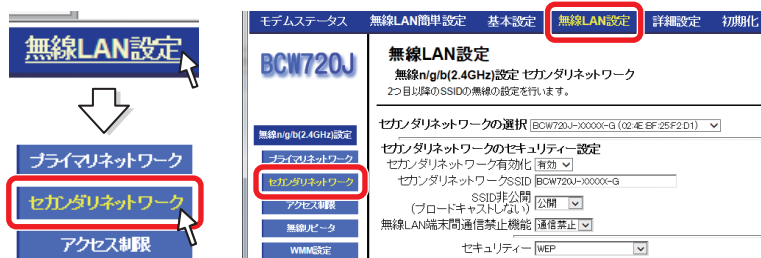 無線LAN設定
プライマリネットワーク
セカンダリネットワーク
アクセス制限
モデムステータス 無線LAN簡単設定 基本設定 無線LAN設定 詳細設定 初期化
BCW720J
無線LAN設定
無線n/g/b(2.4GHz)設定 セカンダリネットワーク
2つ目以降のSSIDの無線の設定を行います。
無線n/g/b(2.4GHz)設定
プライマリネットワーク
セカンダリネットワーク
アクセス制限
無線リピータ
WMM設定
セカンダリネットワークの選択 BCW720J-XXXXX-G (02:4E:BF:25:F2:D1)
セカンダリネットワークのセキュリティー設定
セカンダリネットワーク有効化 有効
セカンダリネットワークSSID BCW720J-XXXXX-G
SSID非公開
(ブロードキャストしない) 公開
無線LAN端末間通信禁止機能 通信禁止
セキュリティー WEP